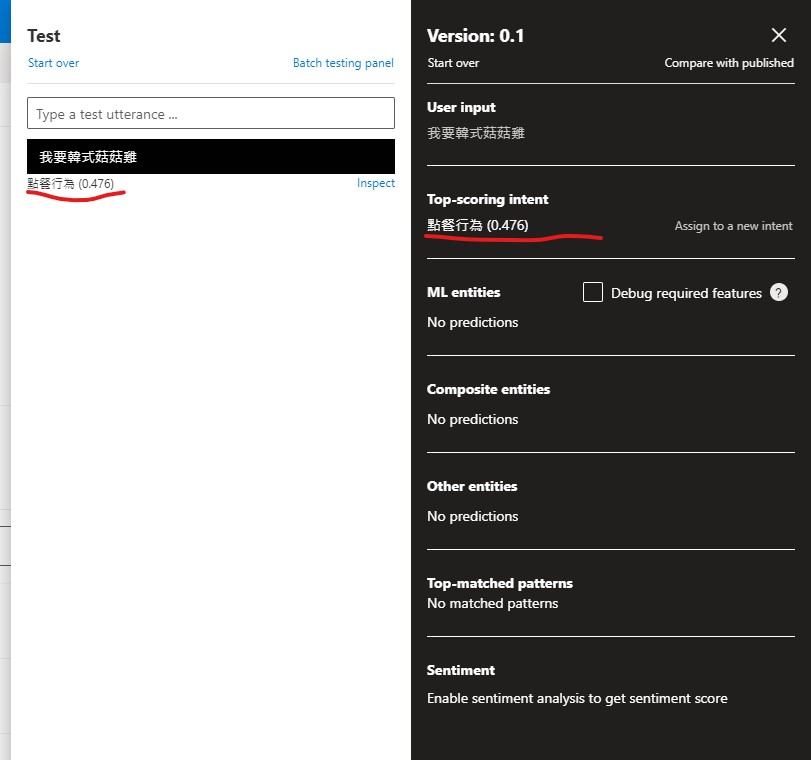 Test
Start over
Batch testing panel
Type a test utterance ...
我要韓式菇菇雞
點餐行為 (0.476)
Inspect
Version: 0.1
Start over
Compare with published
User input
我要韓式菇菇雞
Top-scoring intent
點餐行為 (0.476)
Assign to a new intent
ML entities
Debug required features ?
No predictions
Composite entities
No predictions
Other entities
No predictions
Top-matched patterns
No matched patterns
Sentiment
Enable sentiment analysis to get sentiment score